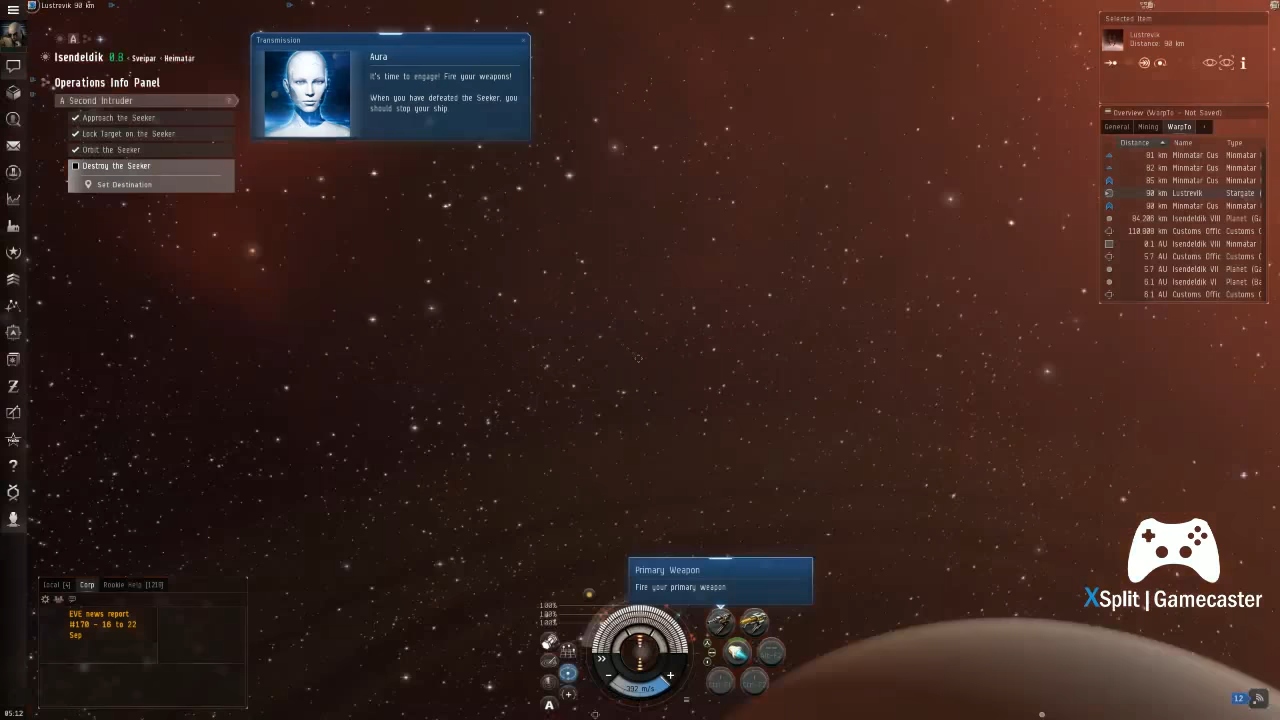 Lustrevik 90 km
Isendeldik 0.8 < Sveipar < Heimatar
Operations Info Panel
A Second Intruder
Approach the Seeker
Lock Target on the Seeker
Orbit the Seeker
Destroy the Seeker
Set Destination
Transmission
Aura
It's time to engage! Fire your weapons!
When you have defeated the Seeker, you
should stop your ship.
Selected Item
Lustrevik
Distance: 90 km
Overview (WarpTo - Not Saved)
General Mining WarpTo +
Distance Name Type
81 km Minmatar Cus Minmatar
82 km Minmatar Cus Minmatar
85 km Minmatar Cus Minmatar
90 km Lustrevik Stargate (
90 km Minmatar Cus Minmatar
84.208 km Isendeldik VIII Planet (Ga
110.808 km Customs Offic Customs O
0.1 AU Isendeldik VIII Minmatar
5.7 AU Customs Offic Customs O
5.7 AU Isendeldik VII Planet (Ga
6.1 AU Isendeldik VI Planet (Ba
6.1 AU Customs Offic Customs O
Local [4] Corp Rookie Help [1218]
EVE news report
#170 - 16 to 22
Sep
Primary Weapon
Fire your primary weapon
100%
100%
100%
392 m/s
A
XSplit | Gamecaster
05:12
12